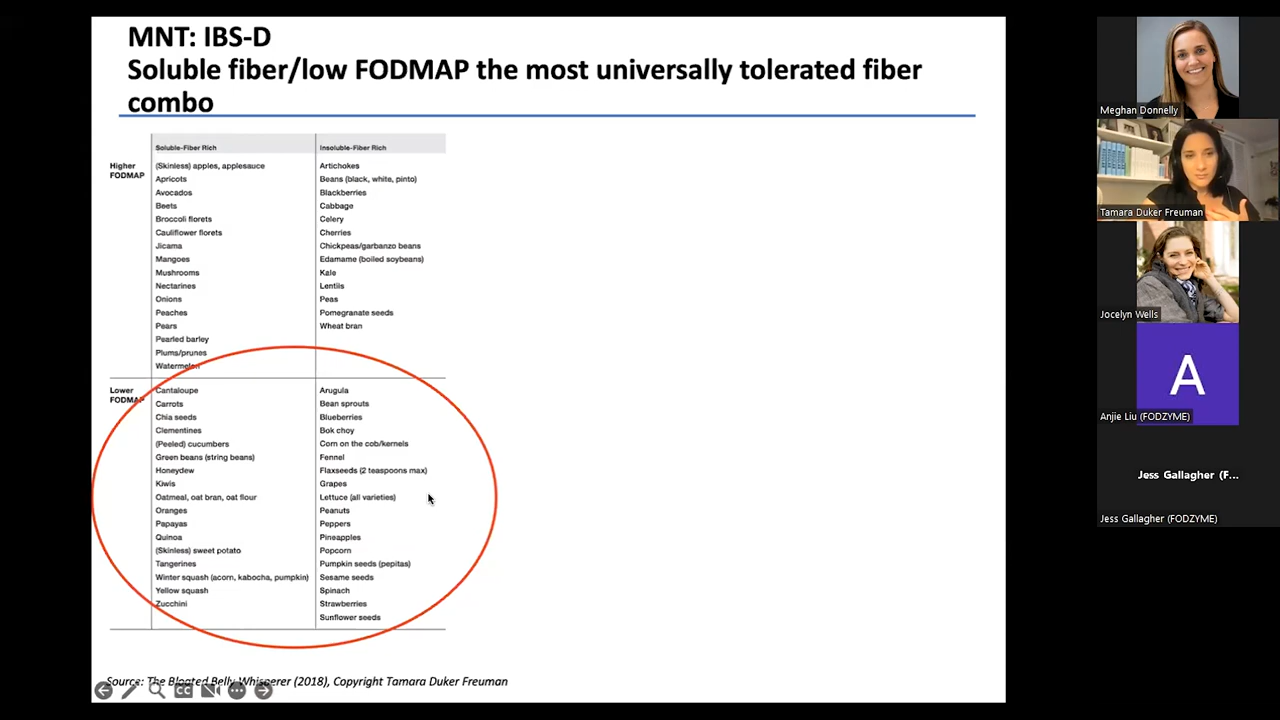 MNT: IBS-D
Soluble fiber/low FODMAP the most universally tolerated fiber
combo
Soluble-Fiber Rich
Insoluble-Fiber Rich
Higher
FODMAP
(Skinless) apples, applesauce
Apricots
Avocados
Beets
Broccoli florets
Cauliflower florets
Jicama
Mangoes
Mushrooms
Nectarines
Onions
Peaches
Pears
Pearled barley
Plums/prunes
Watermelon
Artichokes
Beans (black, white, pinto)
Blackberries
Cabbage
Celery
Cherries
Chickpeas/garbanzo beans
Edamame (boiled soybeans)
Kale
Lentils
Peas
Pomegranate seeds
Wheat bran
Lower
FODMAP
Cantaloupe
Carrots
Chia seeds
Clementines
(Peeled) cucumbers
Green beans (string beans)
Honeydew
Kiwis
Oatmeal, oat bran, oat flour
Oranges
Papayas
Quinoa
(Skinless) sweet potato
Tangerines
Winter squash (acorn, kabocha, pumpkin)
Yellow squash
Zucchini
Arugula
Bean sprouts
Blueberries
Bok choy
Corn on the cob/kernels
Fennel
Flaxseeds (2 teaspoons max)
Grapes
Lettuce (all varieties)
Peanuts
Peppers
Pineapples
Popcorn
Pumpkin seeds (pepitas)
Sesame seeds
Spinach
Strawberries
Sunflower seeds
Source: The Bloated Belly Whisperer (2018), Copyright Tamara Duker Freuman
CC
Meghan Donnelly
Tamara Duker Freuman
Jocelyn Wells
A
Anjie Liu (FODZYME)
Jess Gallagher (F...
Jess Gallagher (FODZYME)